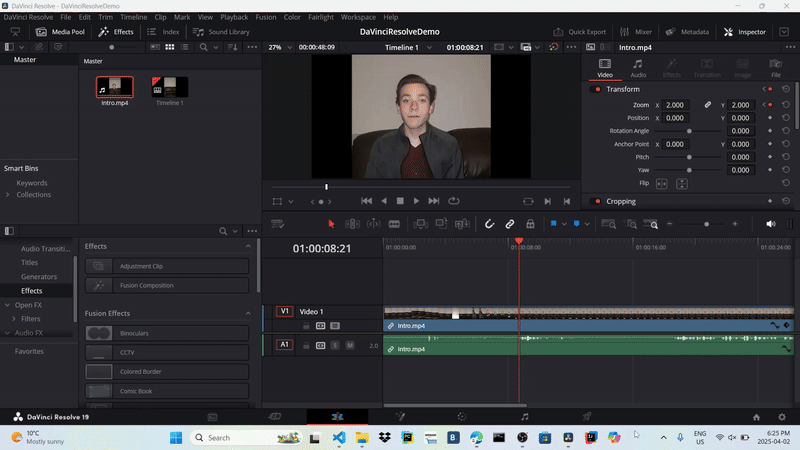 DaVinci Resolve - DaVinciResolveDemo
DaVinci Resolve File Edit Trim Timeline Clip Mark View Playback Fusion Color Fairlight Workspace Help
Media Pool Effects Index Sound Library DaVinciResolveDemo Quick Export Mixer Metadata Inspector
27% 00:00:48:09 Timeline 1 01:00:08:21 Intro.mp4
Master
Master
Intro.mp4 Timeline 1
Video Audio Effects Transition Image File
Transform
Zoom X 2.000 Y 2.000
Position X 0.000 Y 0.000
Rotation Angle 0.000
Anchor Point X 0.000 Y 0.000
Pitch 0.000
Yaw 0.000
Flip
Cropping
Smart Bins
Keywords
Collections
Audio Transiti...
Titles
Generators
Effects
Open FX
Filters
Audio FX
Favorites
Effects
Adjustment Clip
Fusion Composition
Fusion Effects
Binoculars
CCTV
Colored Border
Comic Book
01:00:08:21
01:00:00:00 01:00:08:00 01:00:16:00 01:00:24:00
V1 Video 1
Intro.mp4
A1 S M 2.0
Intro.mp4
DaVinci Resolve 19
10°C
Mostly sunny
Search
ENG
US
6:25 PM
2025-04-02